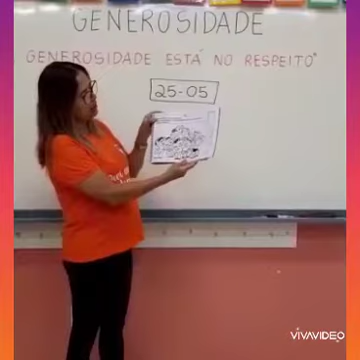 GENEROSIDADE
GENEROSIDADE ESTÁ NO RESPEITO"
25-05
VIVAVIDEO